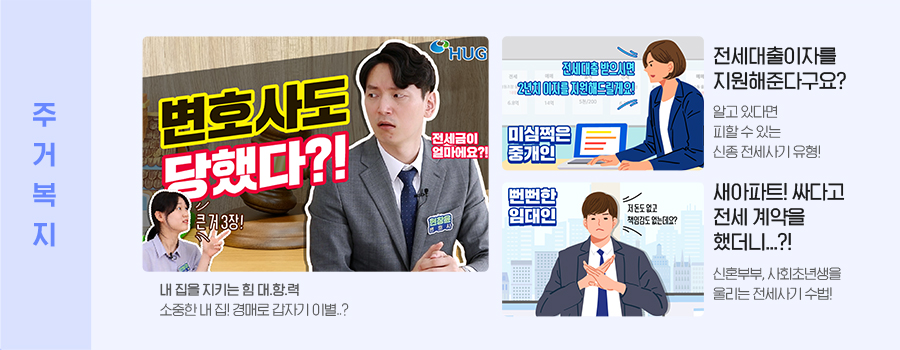 주
거
복
지
HUG
변호사도
당했다?!
전세금이
얼마에요?!
큰 거 3장!
현창윤
변호사
내 집을 지키는 힘 대.항.력
소중한 내 집! 경매로 갑자기 이별..?
전세대출 받으시면
2년치 이자를 지원해드릴게요!
미심쩍은
중개인
전세대출이자를
지원해준다구요?
알고 있다면
피할 수 있는
신종 전세사기 유형!
뻔뻔한
임대인
저 돈도 없고
책임감도 없는데요?
새아파트! 싸다고
전세 계약을
했더니...?!
신혼부부, 사회초년생을
울리는 전세사기 수법!